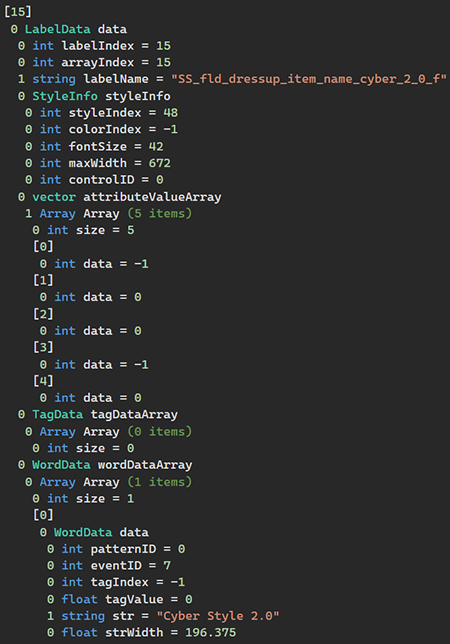 [15]
0 LabelData data
0 int labelIndex = 15
0 int arrayIndex = 15
1 string labelName = "SS_fld_dressup_item_name_cyber_2_0_f"
0 StyleInfo styleInfo
0 int styleIndex = 48
0 int colorIndex = -1
0 int fontSize = 42
0 int maxWidth = 672
0 int controlID = 0
0 vector attributeValueArray
1 Array Array (5 items)
0 int size = 5
[0]
0 int data = -1
[1]
0 int data = 0
[2]
0 int data = 0
[3]
0 int data = -1
[4]
0 int data = 0
0 TagData tagDataArray
0 Array Array (0 items)
0 int size = 0
0 WordData wordDataArray
0 Array Array (1 items)
0 int size = 1
[0]
0 WordData data
0 int patternID = 0
0 int eventID = 7
0 int tagIndex = -1
0 float tagValue = 0
1 string str = "Cyber Style 2.0"
0 float strWidth = 196.375